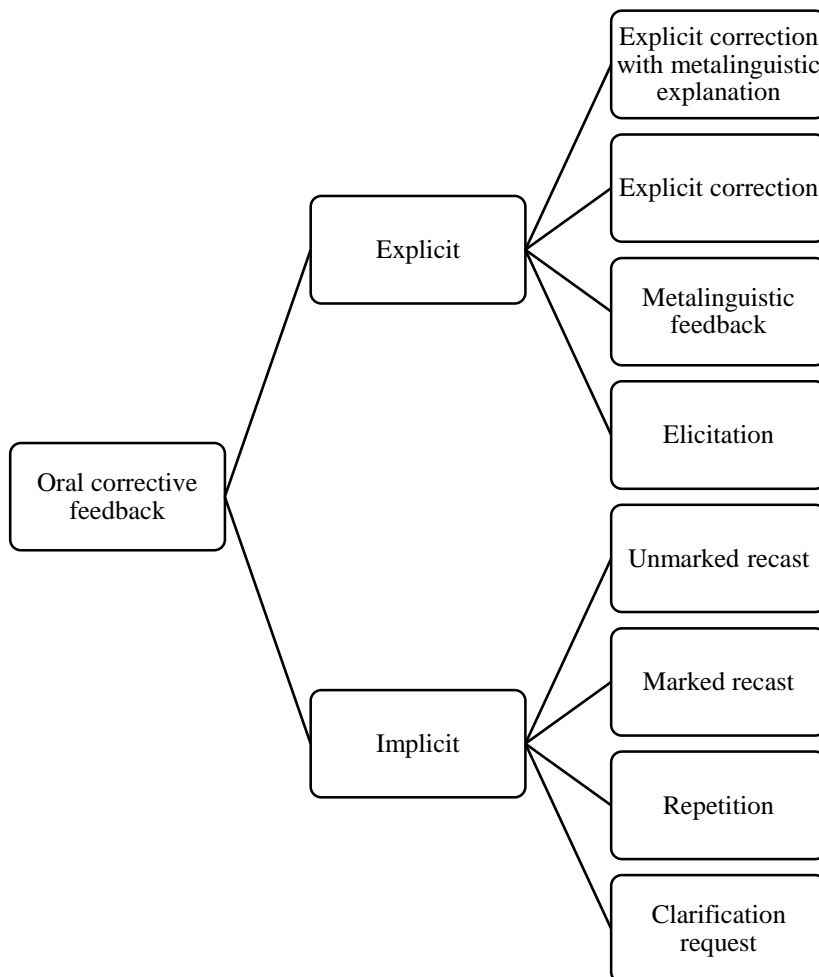 Explicit correction
with metalinguistic
explanation
Explicit correction
Explicit
Metalinguistic
feedback
Elicitation
Oral corrective
feedback
Unmarked recast
Marked recast
Implicit
Repetition
Clarification
request